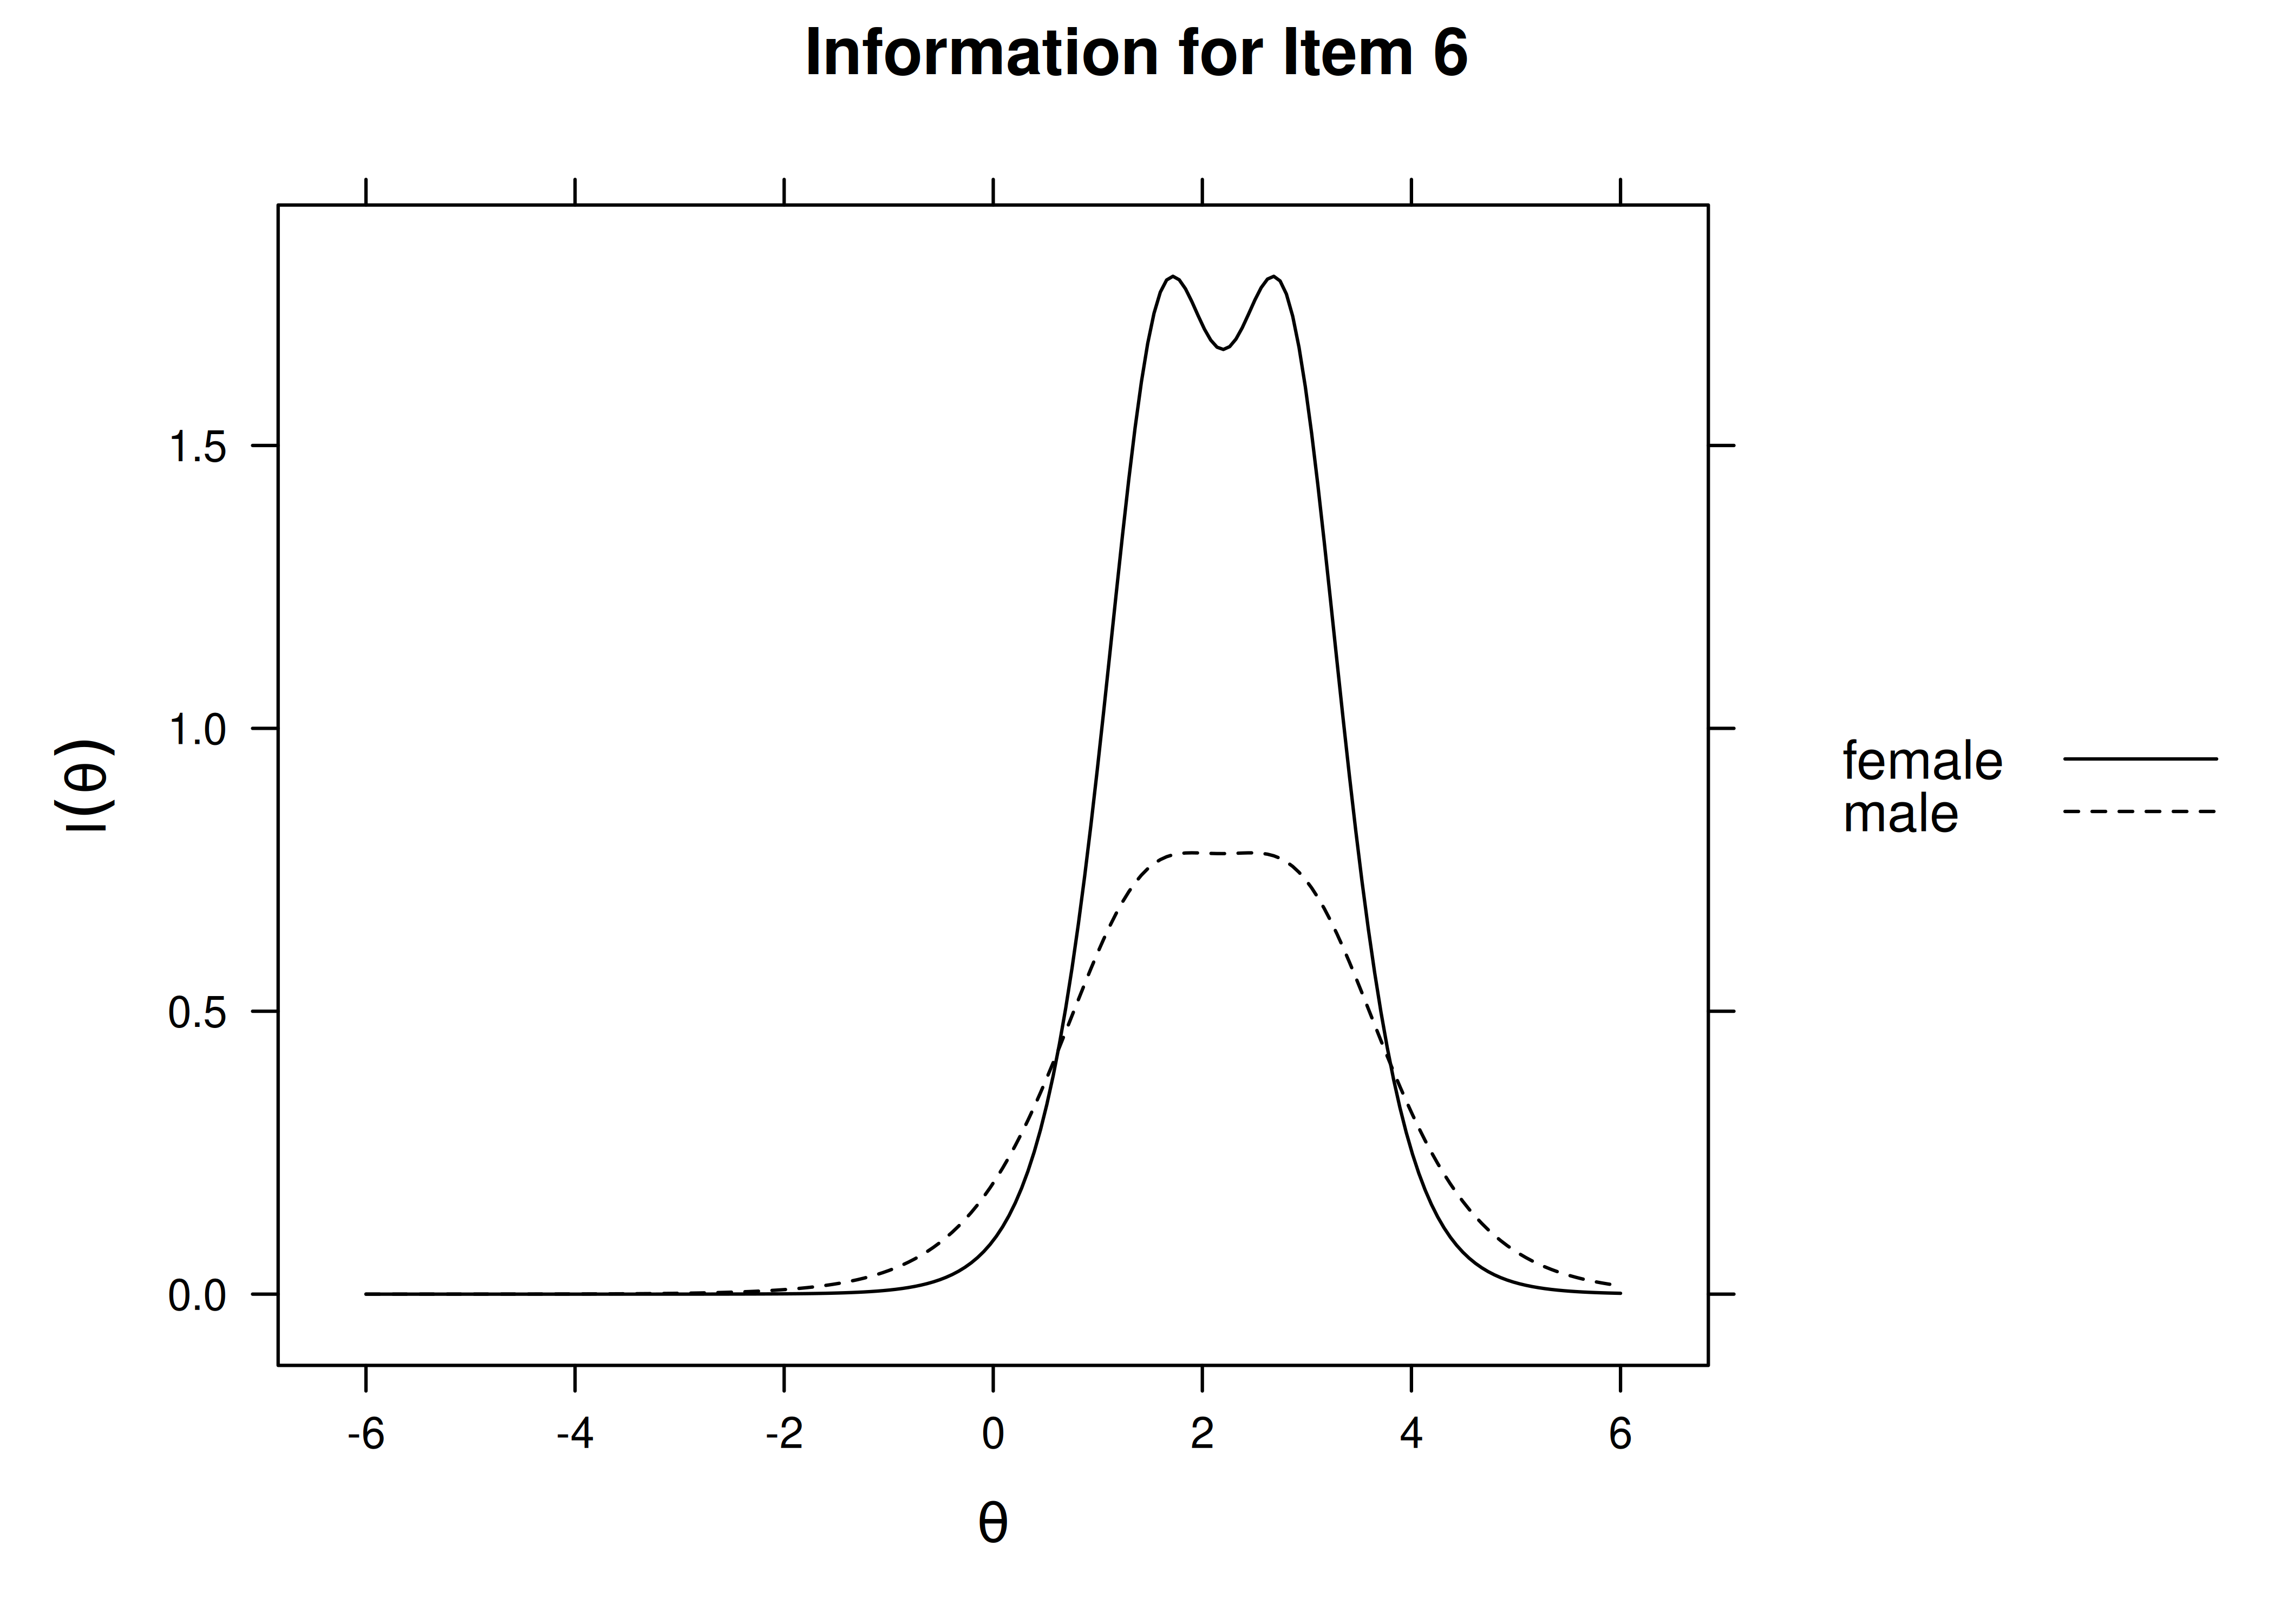 Information for Item 6
I(θ)
1.5
1.0
0.5
0.0
-6 -4 -2 0 2 4 6
θ
female
male